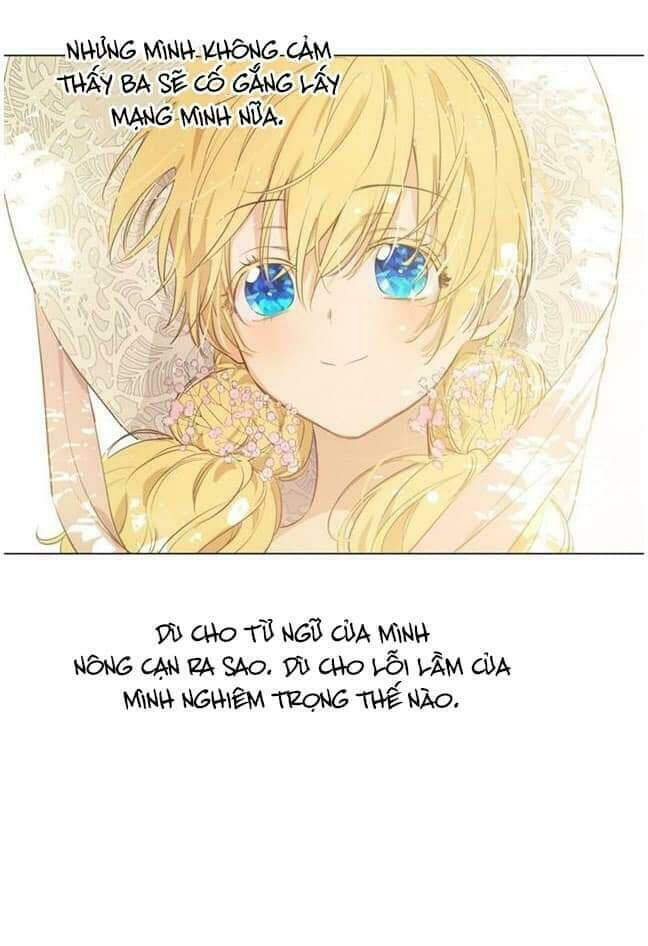 NHƯNG MÌNH KHÔNG CẢM
THẤY BA SẼ CỐ GẮNG LẤY
MẠNG MÌNH NỮA.
DÙ CHO TỪ NGỮ CỦA MÌNH
NÔNG CẠN RA SAO. DÙ CHO LỖI LẦM CỦA
MÌNH NGHIÊM TRỌNG THẾ NÀO.